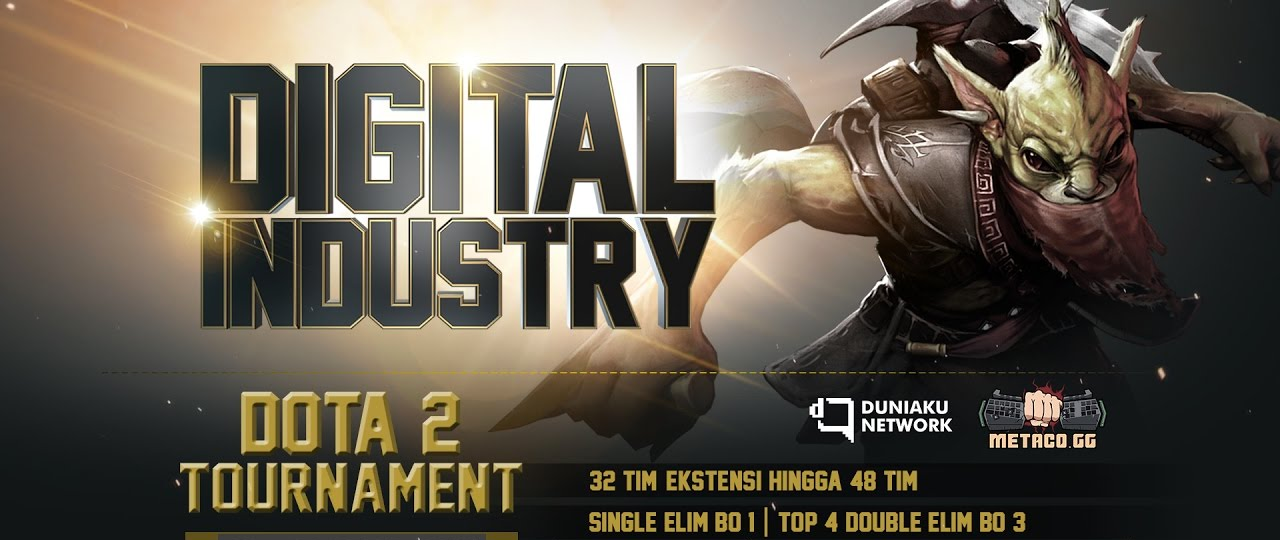 DIGITAL
INDUSTRY
DOTA 2
TOURNAMENT
DUNIAKU
NETWORK
METACO.GG
32 TIM EKSTENSI HINGGA 48 TIM
SINGLE ELIM BO 1 | TOP 4 DOUBLE ELIM BO 3